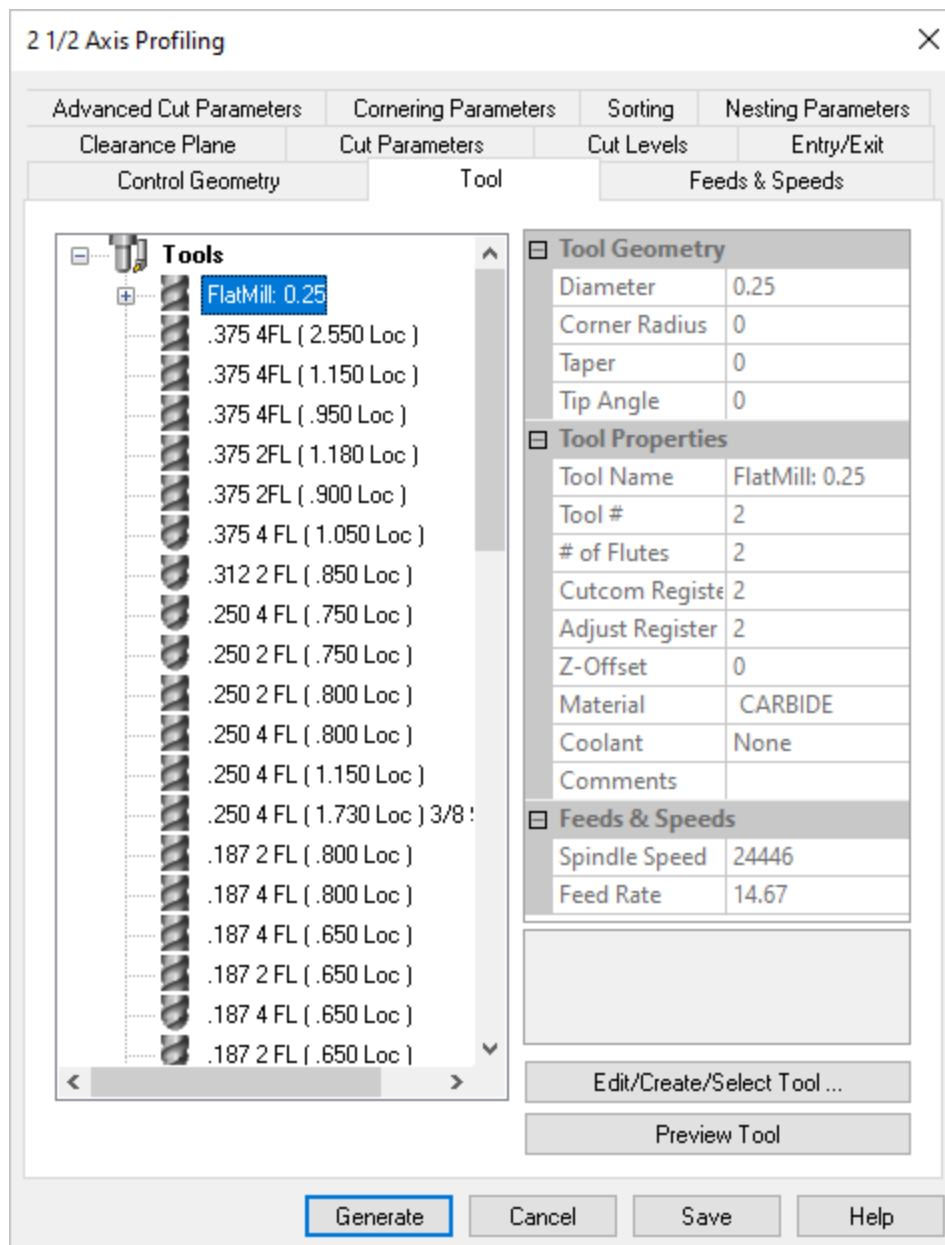 2 1/2 Axis Profiling
Advanced Cut Parameters Cornering Parameters Sorting Nesting Parameters
Clearance Plane Cut Parameters Cut Levels Entry/Exit
Control Geometry Tool Feeds & Speeds
Tools
FlatMill: 0.25
.375 4FL ( 2.550 Loc )
.375 4FL ( 1.150 Loc )
.375 4FL ( .950 Loc )
.375 2FL ( 1.180 Loc )
.375 2FL ( .900 Loc )
.375 4 FL ( 1.050 Loc )
.312 2 FL ( .850 Loc )
.250 4 FL ( .750 Loc )
.250 2 FL ( .750 Loc )
.250 2 FL ( .800 Loc )
.250 4 FL ( .800 Loc )
.250 4 FL ( 1.150 Loc )
.250 4 FL ( 1.730 Loc ) 3/8
.187 2 FL ( .800 Loc )
.187 4 FL ( .800 Loc )
.187 4 FL ( .650 Loc )
.187 2 FL ( .650 Loc )
.187 4 FL ( .650 Loc )
.187 2 FL ( .650 Loc )
Tool Geometry
Diameter 0.25
Corner Radius 0
Taper 0
Tip Angle 0
Tool Properties
Tool Name FlatMill: 0.25
Tool # 2
# of Flutes 2
Cutcom Registe 2
Adjust Register 2
Z-Offset 0
Material CARBIDE
Coolant None
Comments
Feeds & Speeds
Spindle Speed 24446
Feed Rate 14.67
Edit/Create/Select Tool ...
Preview Tool
Generate Cancel Save Help